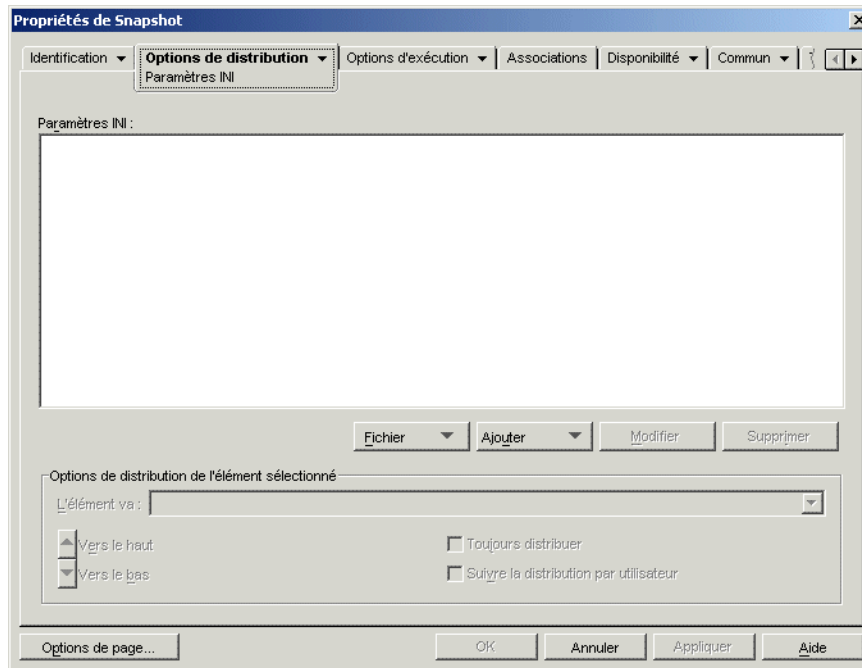 Propriétés de Snapshot
Identification Options de distribution Options d'exécution Associations Disponibilité Commun
Paramètres INI
Paramètres INI :
Fichier Ajouter Modifier Supprimer
Options de distribution de l'élément sélectionné
L'élément va :
Vers le haut Toujours distribuer
Vers le bas Suivre la distribution par utilisateur
Options de page... OK Annuler Appliquer Aide